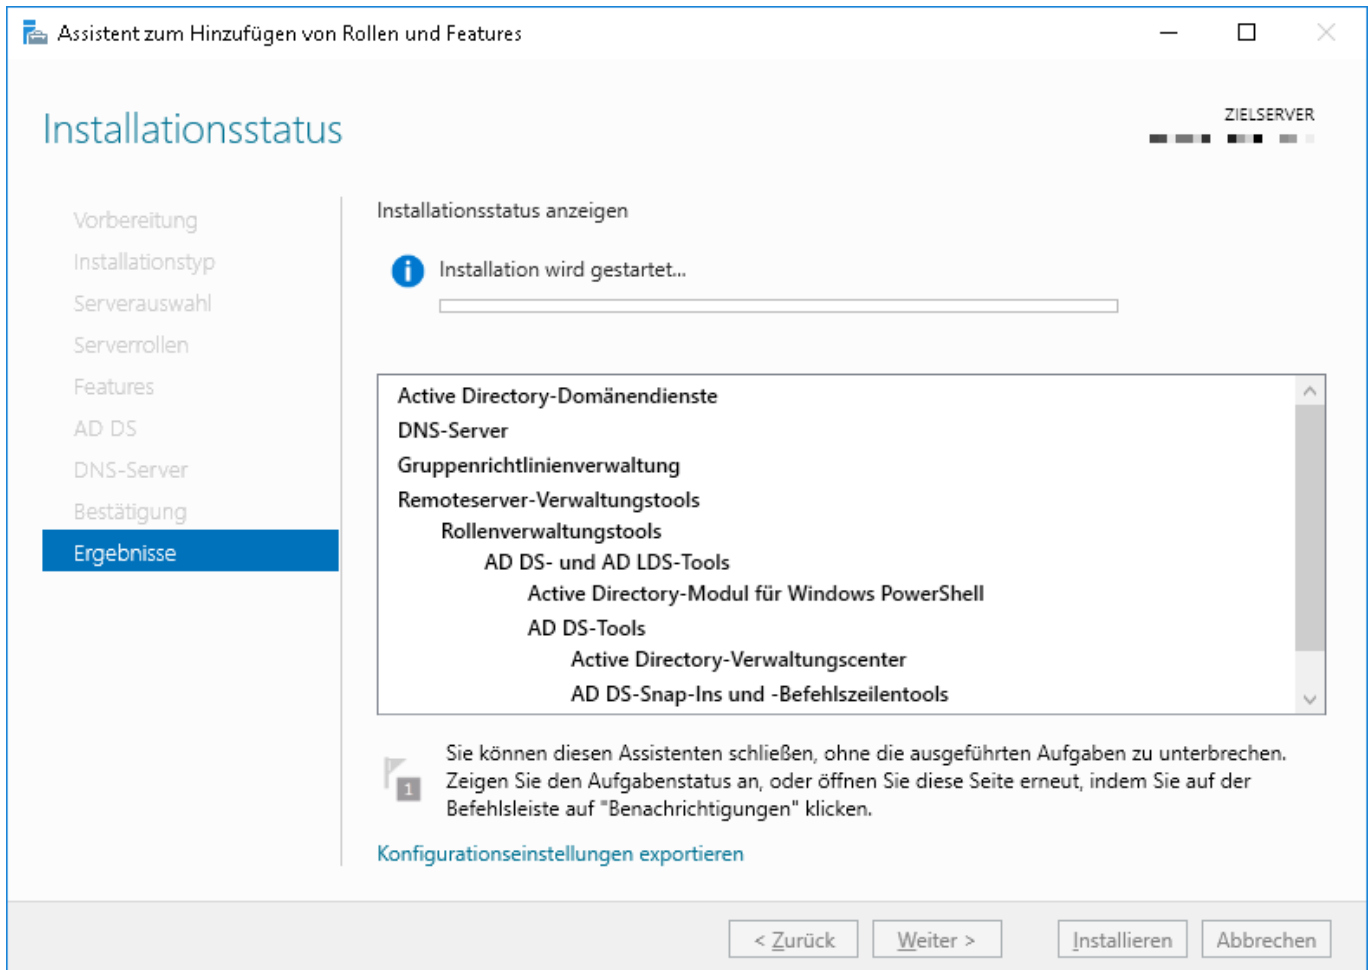 Assistent zum Hinzufügen von Rollen und Features
Installationsstatus
ZIELSERVER
Vorbereitung
Installationstyp
Serverauswahl
Serverrollen
Features
AD DS
DNS-Server
Bestätigung
Ergebnisse
Installationsstatus anzeigen
Installation wird gestartet...
Active Directory-Domänendienste
DNS-Server
Gruppenrichtlinienverwaltung
Remoteserver-Verwaltungstools
Rollenverwaltungstools
AD DS- und AD LDS-Tools
Active Directory-Modul für Windows PowerShell
AD DS-Tools
Active Directory-Verwaltungscenter
AD DS-Snap-Ins und -Befehlszeilentools
1
Sie können diesen Assistenten schließen, ohne die ausgeführten Aufgaben zu unterbrechen.
Zeigen Sie den Aufgabenstatus an, oder öffnen Sie diese Seite erneut, indem Sie auf der
Befehlsleiste auf "Benachrichtigungen" klicken.
Konfigurationseinstellungen exportieren
< Zurück
Weiter >
Installieren
Abbrechen